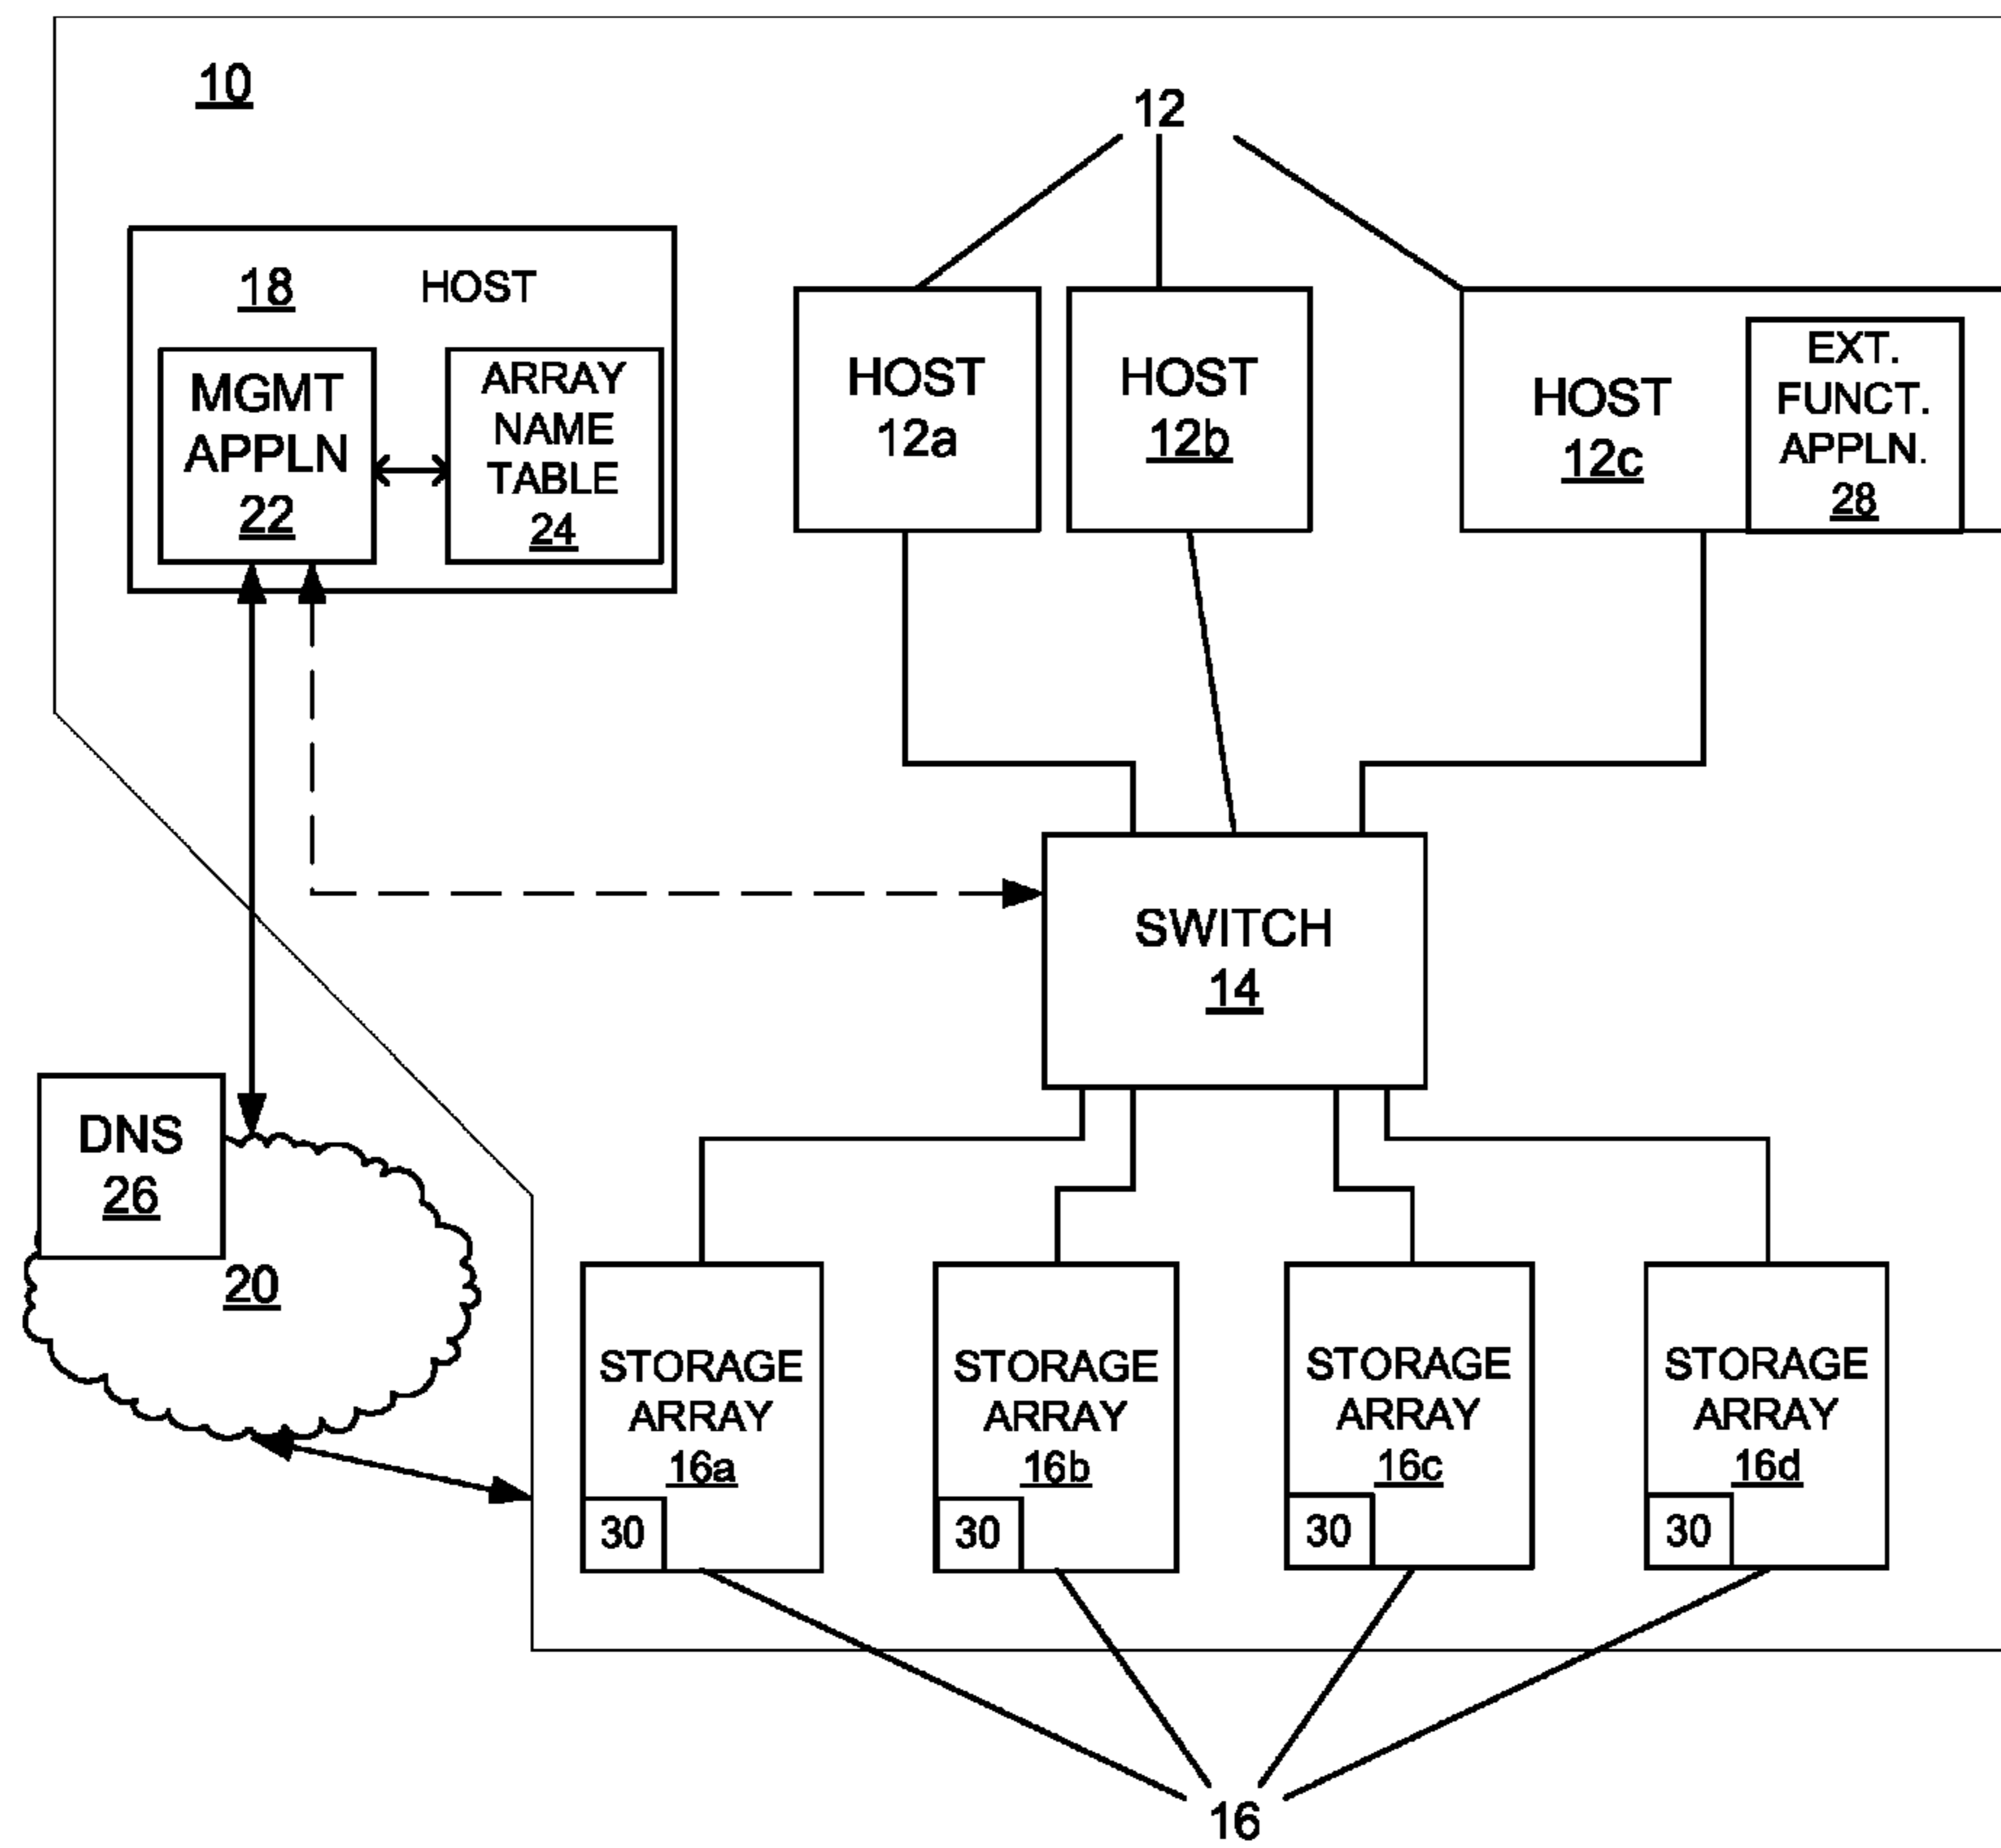 10
12
18 HOST
MGMT
APPLN
22
ARRAY
NAME
TABLE
24
HOST
12a
HOST
12b
HOST
12c
EXT.
FUNCT.
APPLN.
28
SWITCH
14
DNS
26
20
STORAGE
ARRAY
16a
30
STORAGE
ARRAY
16b
30
STORAGE
ARRAY
16c
30
STORAGE
ARRAY
16d
30
16